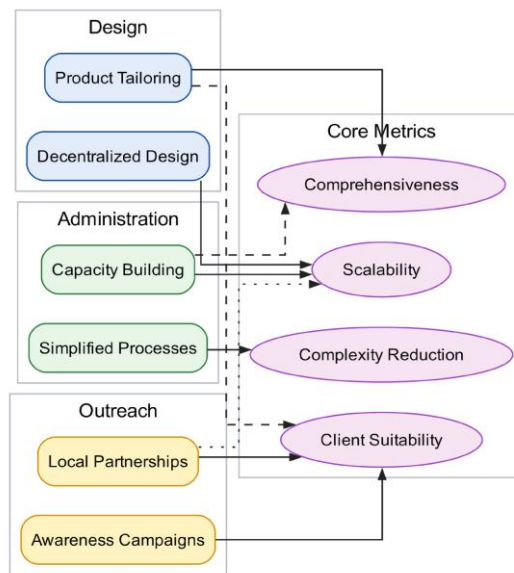 Design
Product Tailoring
Decentralized Design
Administration
Capacity Building
Simplified Processes
Outreach
Local Partnerships
Awareness Campaigns
Core Metrics
Comprehensiveness
Scalability
Complexity Reduction
Client Suitability